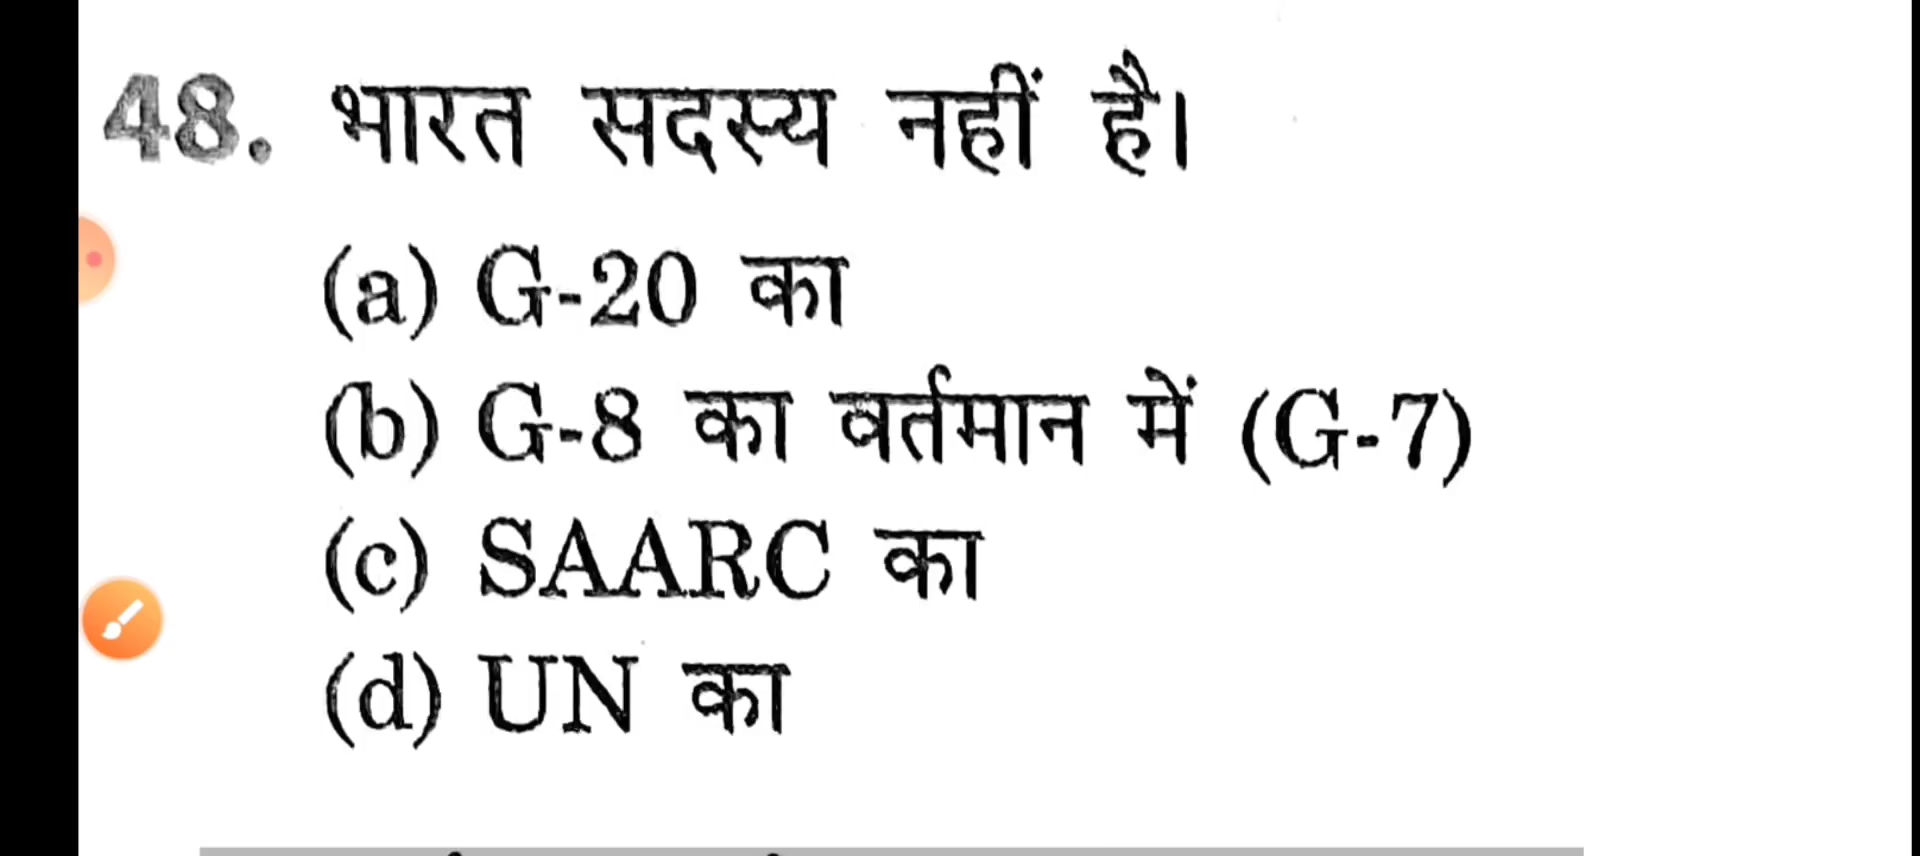 48. भारत सदस्य नहीं है।
(a) G-20 का
(b) G-8 का वर्तमान में (G-7)
(c) SAARC का
(d) UN का